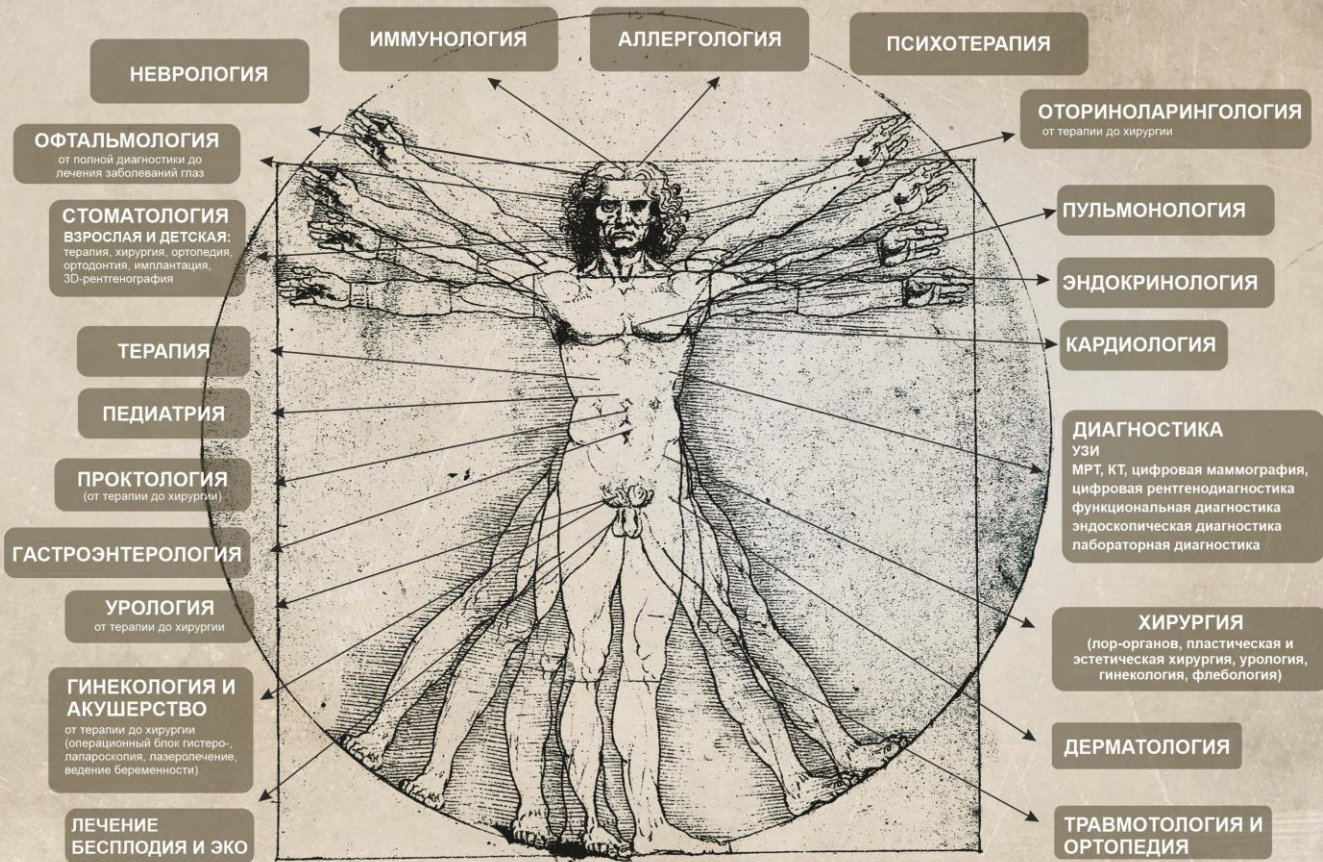 ИММУНОЛОГИЯ
АЛЛЕРГОЛОГИЯ
ПСИХОТЕРАПИЯ
НЕВРОЛОГИЯ
ОФТАЛЬМОЛОГИЯ
от полной диагностики до
лечения заболеваний глаз
СТОМАТОЛОГИЯ
ВЗРОСЛАЯ И ДЕТСКАЯ:
терапия, хирургия, ортопедия,
ортодонтия, имплантация,
3D-рентгенография
ТЕРАПИЯ
ПЕДИАТРИЯ
ПРОКТОЛОГИЯ
(от терапии до хирургии)
ГАСТРОЭНТЕРОЛОГИЯ
УРОЛОГИЯ
от терапии до хирургии
ГИНЕКОЛОГИЯ И
АКУШЕРСТВО
от терапии до хирургии
(операционный блок гистеро-,
лапароскопия, лазеролечение,
ведение беременности)
ЛЕЧЕНИЕ
БЕСПЛОДИЯ И ЭКО
ОТОРИНОЛАРИНГОЛОГИЯ
от терапии до хирургии
ПУЛЬМОНОЛОГИЯ
ЭНДОКРИНОЛОГИЯ
КАРДИОЛОГИЯ
ДИАГНОСТИКА
УЗИ
МРТ, КТ, цифровая маммография,
цифровая рентгенодиагностика
функциональная диагностика
эндоскопическая диагностика
лабораторная диагностика
ХИРУРГИЯ
(лор-органов, пластическая и
эстетическая хирургия, урология,
гинекология, флебология)
ДЕРМАТОЛОГИЯ
ТРАВМОТОЛОГИЯ И
ОРТОПЕДИЯ